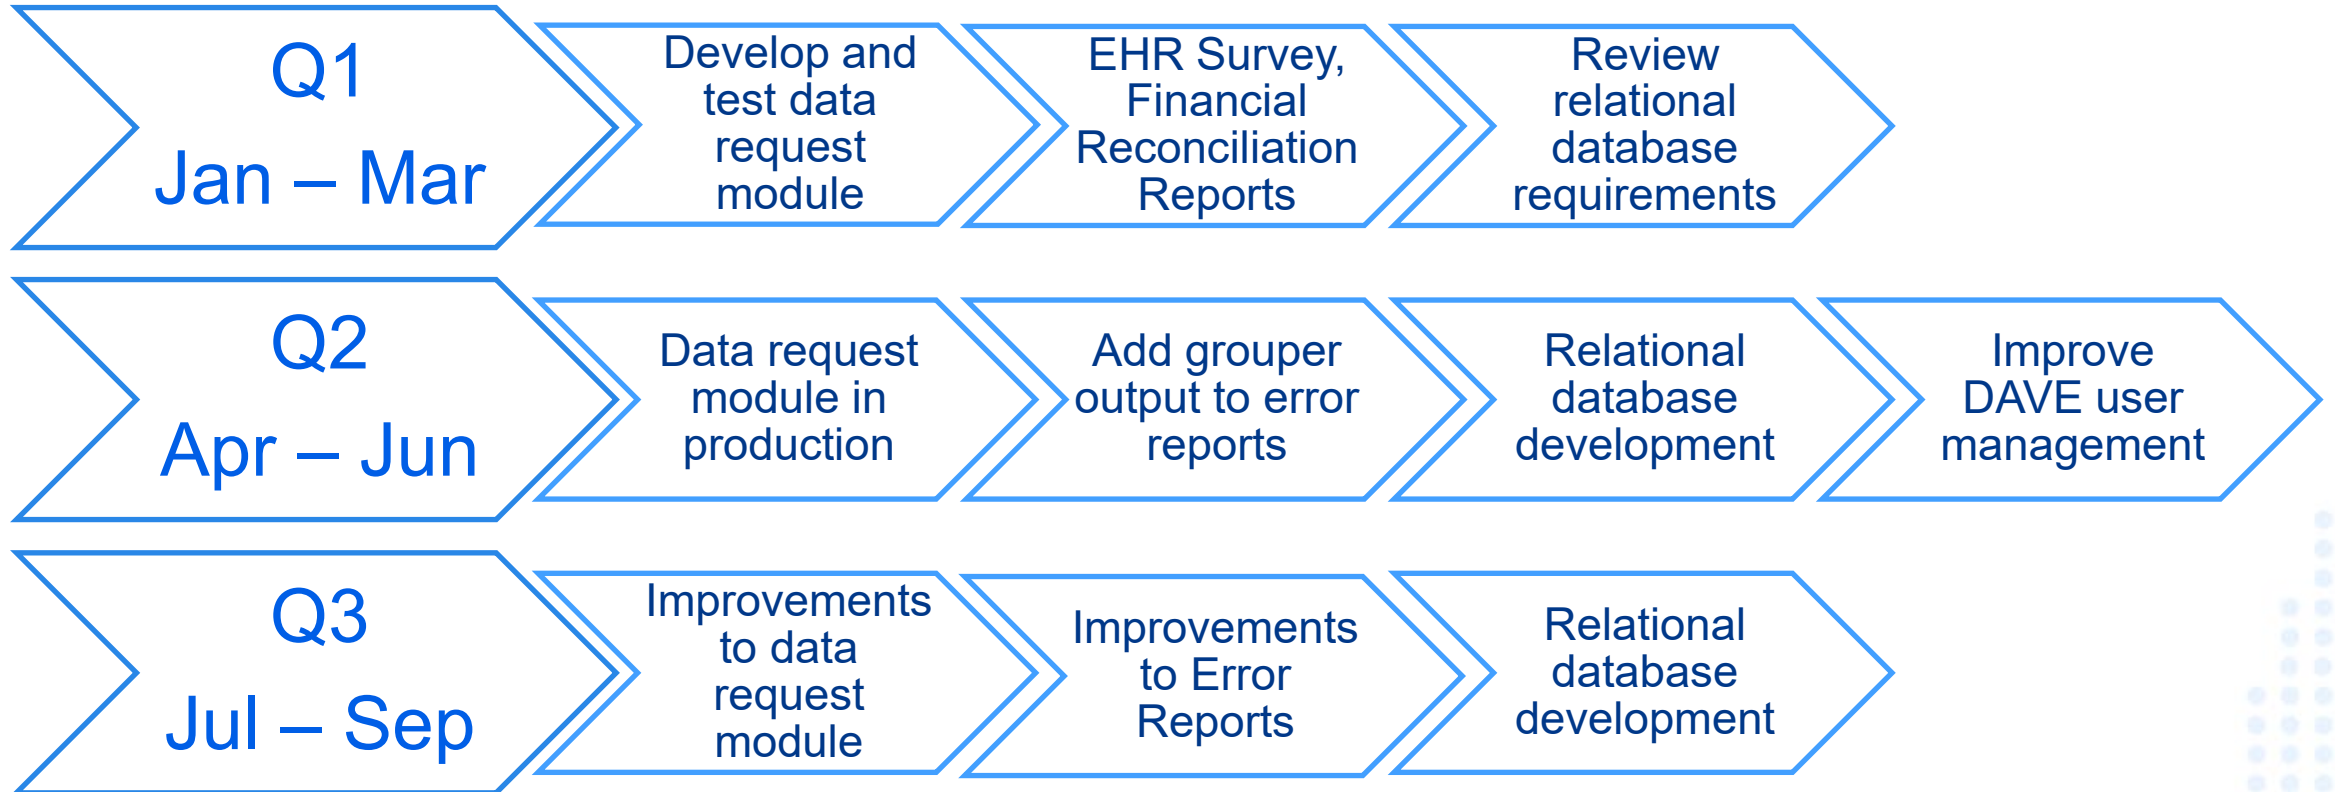 Q1
Jan – Mar
Develop and
test data
request
module
EHR Survey,
Financial
Reconciliation
Reports
Review
relational
database
requirements
Q2
Apr – Jun
Data request
module in
production
Add grouper
output to error
reports
Relational
database
development
Improve
DAVE user
management
Q3
Jul – Sep
Improvements
to data
request
module
Improvements
to Error
Reports
Relational
database
development